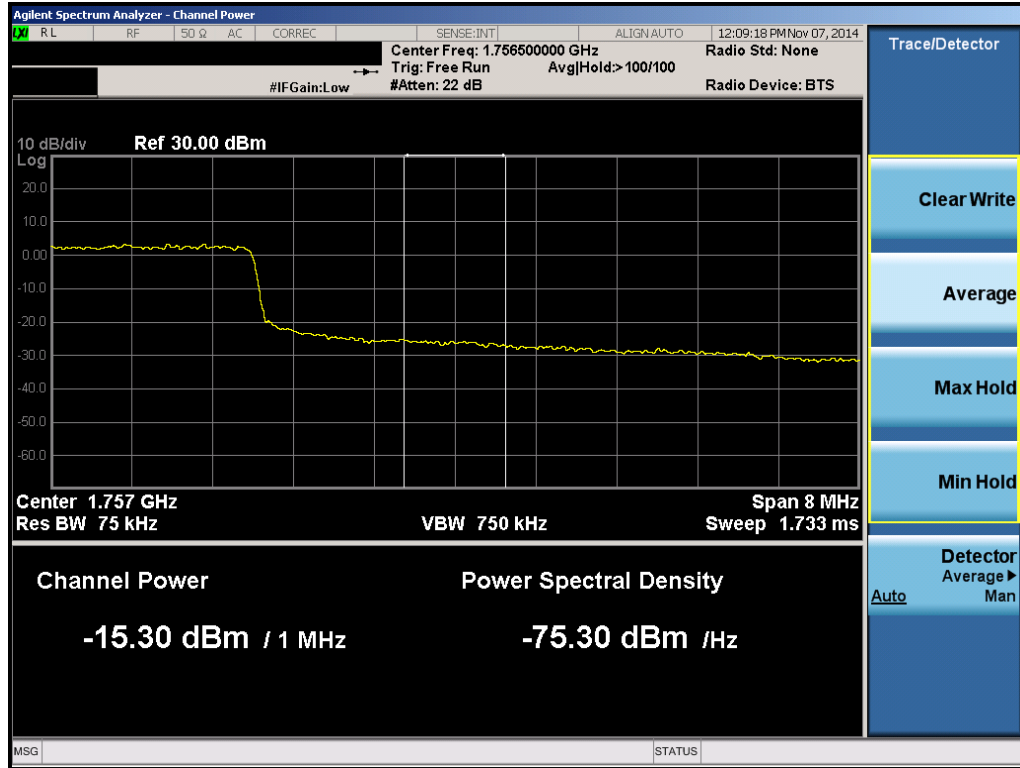 Agilent Spectrum Analyzer - Channel Power
LXI RL RF 50 Ω AC CORREC SENSE:INT ALIGN AUTO 12:09:18 PM Nov 07, 2014
Center Freq: 1.756500000 GHz Radio Std: None
Trig: Free Run Avg|Hold:> 100/100
#IFGain:Low #Atten: 22 dB Radio Device: BTS
10 dB/div Ref 30.00 dBm
Log
20.0
10.0
0.00
-10.0
-20.0
-30.0
-40.0
-50.0
-60.0
Center 1.757 GHz Span 8 MHz
Res BW 75 kHz VBW 750 kHz Sweep 1.733 ms
Channel Power Power Spectral Density
-15.30 dBm / 1 MHz -75.30 dBm /Hz
MSG STATUS
Trace/Detector
Clear Write
Average
Max Hold
Min Hold
Detector
Average
Auto Man